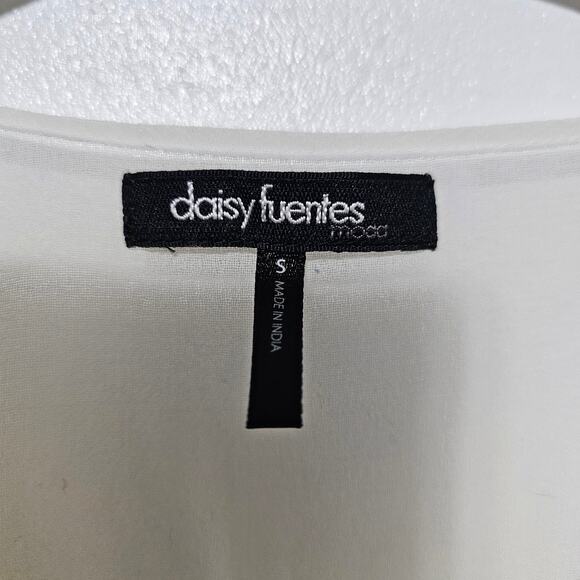 daisy fuentes
moda
S
MADE IN INDIA